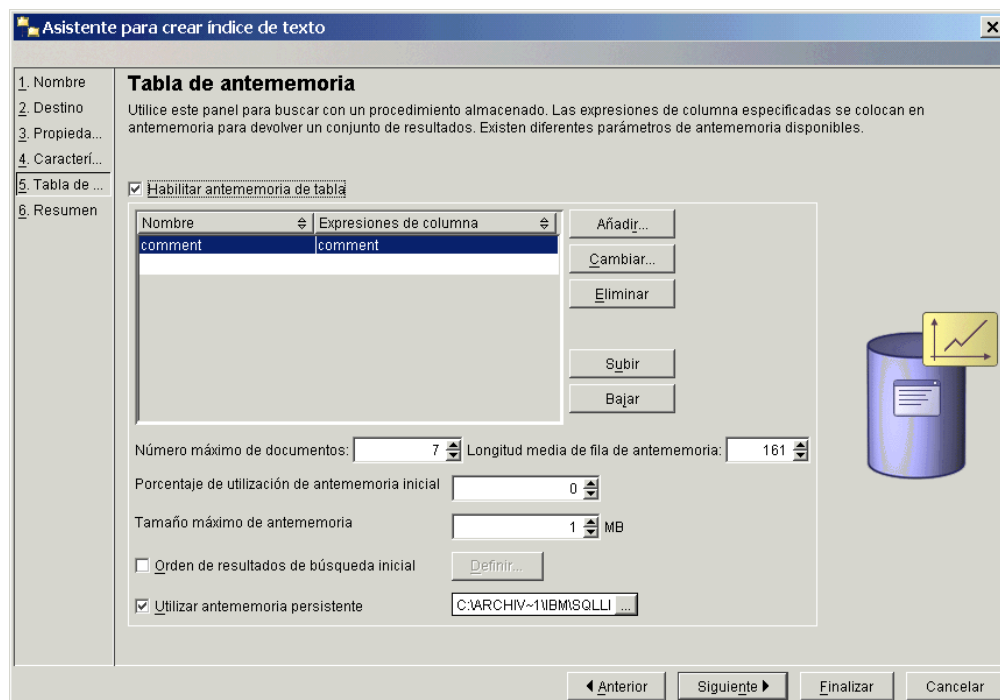 Asistente para crear índice de texto
1. Nombre
2. Destino
3. Propieda...
4. Caracterí...
5. Tabla de ...
6. Resumen
Tabla de antememoria
Utilice este panel para buscar con un procedimiento almacenado. Las expresiones de columna especificadas se colocan en
antememoria para devolver un conjunto de resultados. Existen diferentes parámetros de antememoria disponibles.
Habilitar antememoria de tabla
Nombre Expresiones de columna
comment comment
Añadir...
Cambiar...
Eliminar
Subir
Bajar
Número máximo de documentos: 7 Longitud media de fila de antememoria: 161
Porcentaje de utilización de antememoria inicial 0
Tamaño máximo de antememoria 1 MB
Orden de resultados de búsqueda inicial Definir...
Utilizar antememoria persistente C:\ARCHIV~1\IBM\SQLLI ...
Anterior Siguiente Finalizar Cancelar